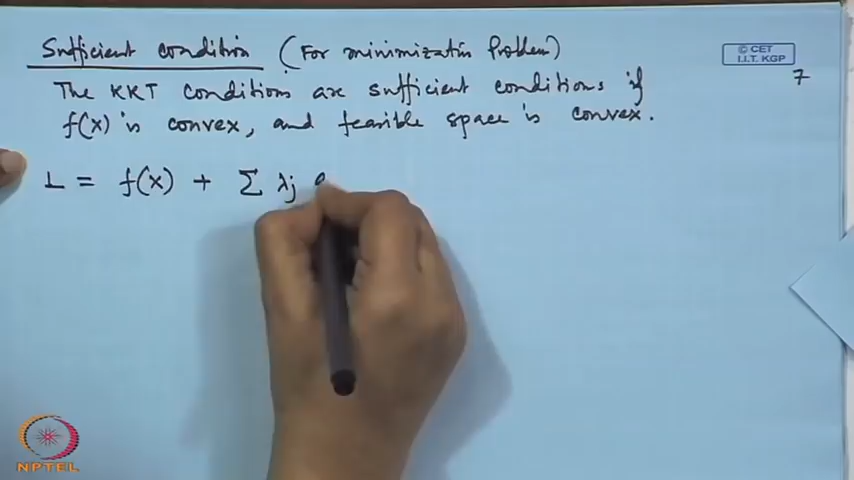 Sufficient condition (For minimization Problem)
© CET
I.I.T. KGP
7
The KKT conditions are sufficient conditions if
f(x) is convex, and feasible space is convex.
L = f(x) + Σ λj
NPTEL